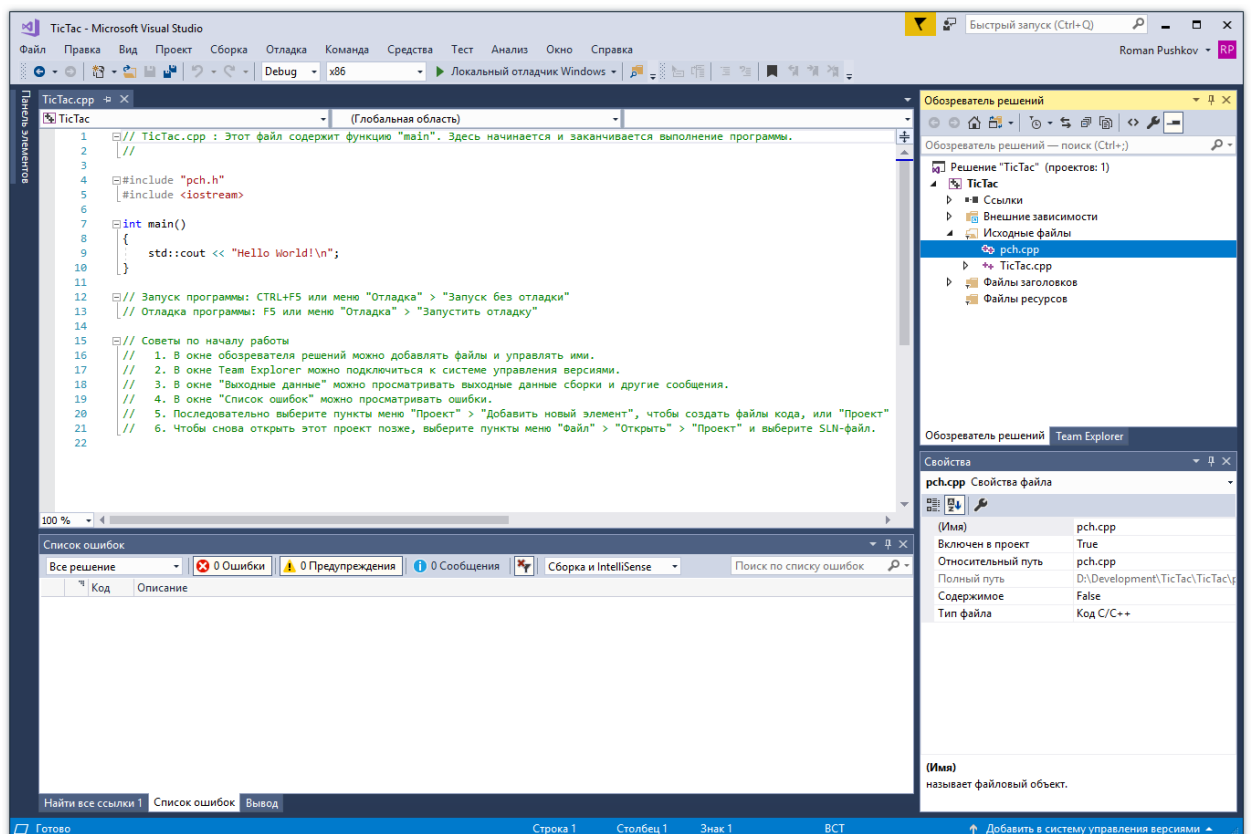 TicTac - Microsoft Visual Studio
Быстрый запуск (Ctrl+Q)
Файл Правка Вид Проект Сборка Отладка Команда Средства Тест Анализ Окно Справка
Roman Pushkov RP
Debug x86 Локальный отладчик Windows
Панель элементов
TicTac.cpp
TicTac (Глобальная область)
1 // TicTac.cpp : Этот файл содержит функцию "main". Здесь начинается и заканчивается выполнение программы.
2 //
3
4 #include "pch.h"
5 #include <iostream>
6
7 int main()
8 {
9 std::cout << "Hello World!\n";
10 }
11
12 // Запуск программы: CTRL+F5 или меню "Отладка" > "Запуск без отладки"
13 // Отладка программы: F5 или меню "Отладка" > "Запустить отладку"
14
15 // Советы по началу работы
16 // 1. В окне обозревателя решений можно добавлять файлы и управлять ими.
17 // 2. В окне Team Explorer можно подключиться к системе управления версиями.
18 // 3. В окне "Выходные данные" можно просматривать выходные данные сборки и другие сообщения.
19 // 4. В окне "Список ошибок" можно просматривать ошибки.
20 // 5. Последовательно выберите пункты меню "Проект" > "Добавить новый элемент", чтобы создать файлы кода, или "Проект"
21 // 6. Чтобы снова открыть этот проект позже, выберите пункты меню "Файл" > "Открыть" > "Проект" и выберите SLN-файл.
22
100 %
Список ошибок
Все решение 0 Ошибки 0 Предупреждения 0 Сообщения Сборка и IntelliSense Поиск по списку ошибок
Код Описание
Найти все ссылки 1 Список ошибок Вывод
Обозреватель решений
Обозреватель решений — поиск (Ctrl+;)
Решение "TicTac" (проектов: 1)
TicTac
Ссылки
Внешние зависимости
Исходные файлы
pch.cpp
TicTac.cpp
Файлы заголовков
Файлы ресурсов
Обозреватель решений Team Explorer
Свойства
pch.cpp Свойства файла
(Имя) pch.cpp
Включен в проект True
Относительный путь pch.cpp
Полный путь D:\Development\TicTac\TicTac\p
Содержимое False
Тип файла Код C/C++
(Имя)
называет файловый объект.
Готово Строка 1 Столбец 1 Знак 1 ВСТ Добавить в систему управления версиями